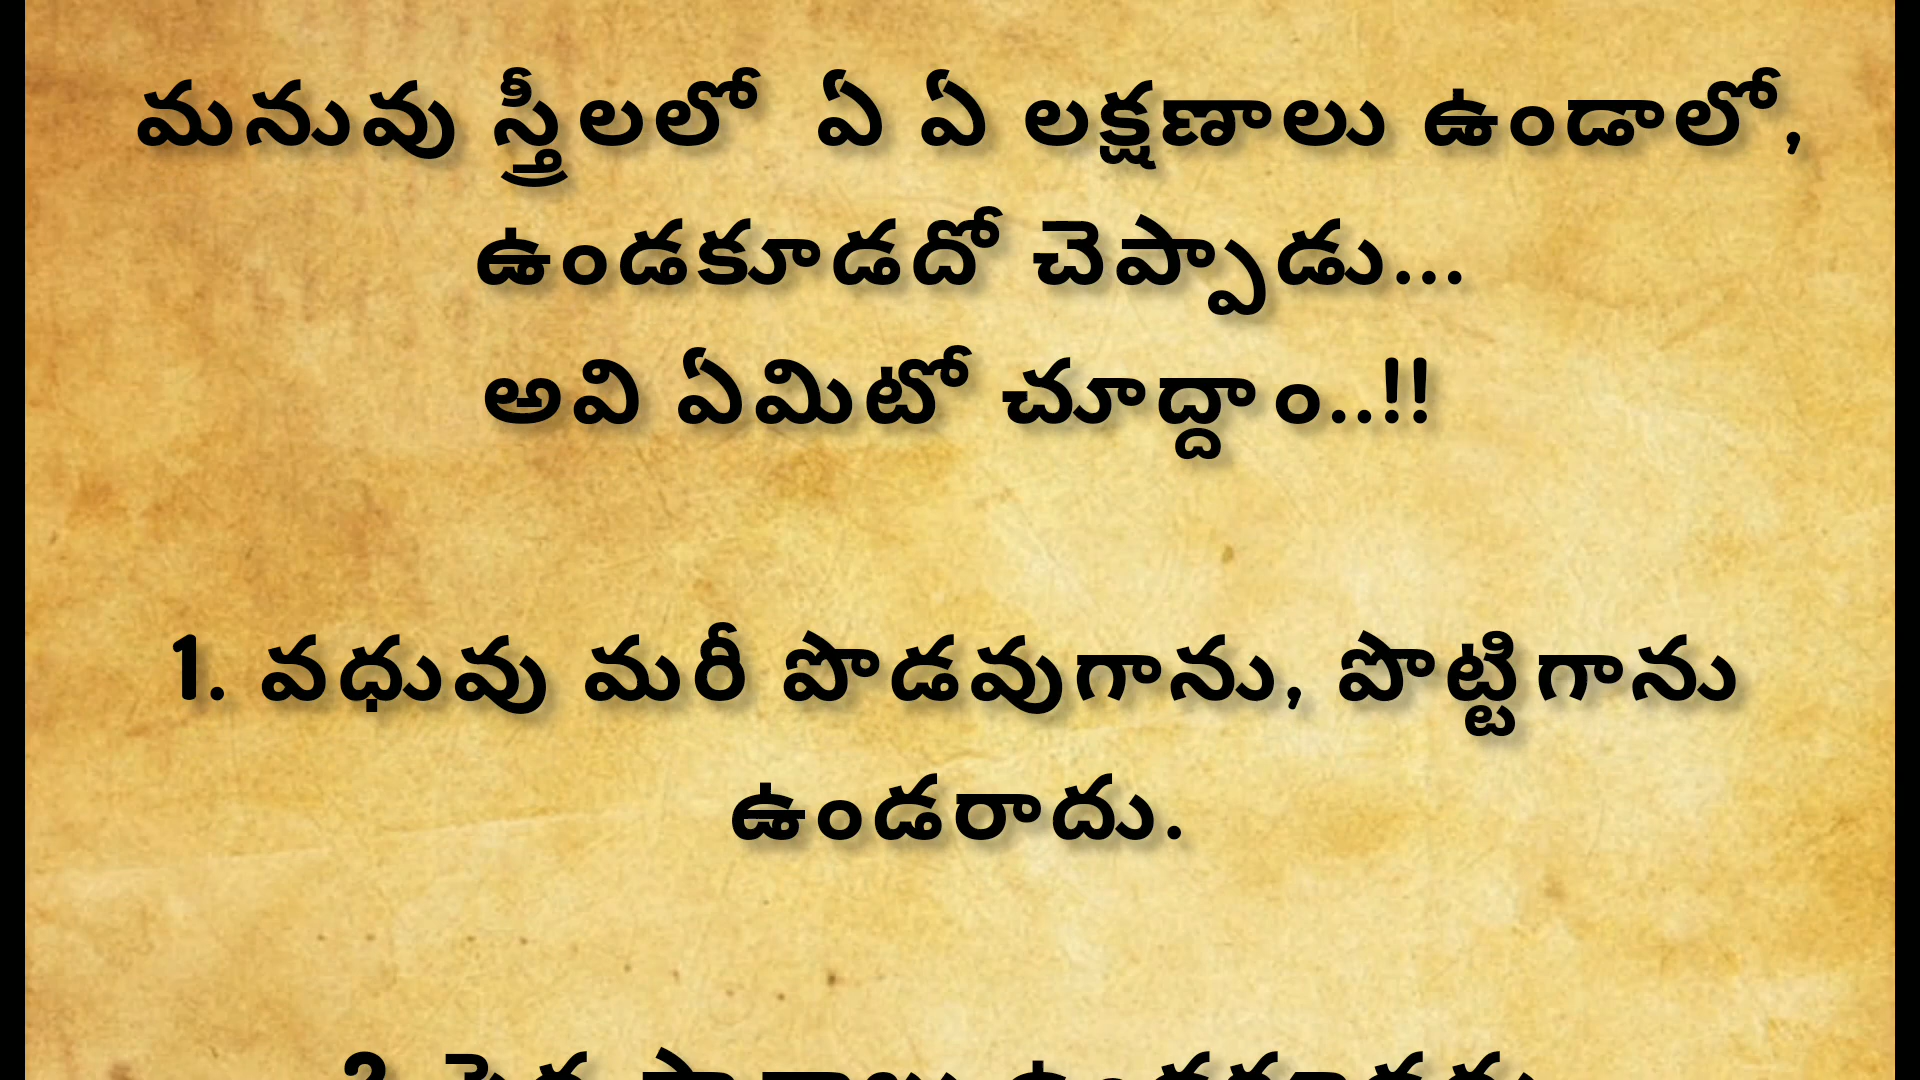 మనువు స్త్రీలలో ఏ ఏ లక్షణాలు ఉండాలో,
ఉండకూడదో చెప్పాడు...
అవి ఏమిటో చూద్దాం..!!
1. వధువు మరీ పొడవుగాను, పొట్టిగాను
ఉండరాదు.